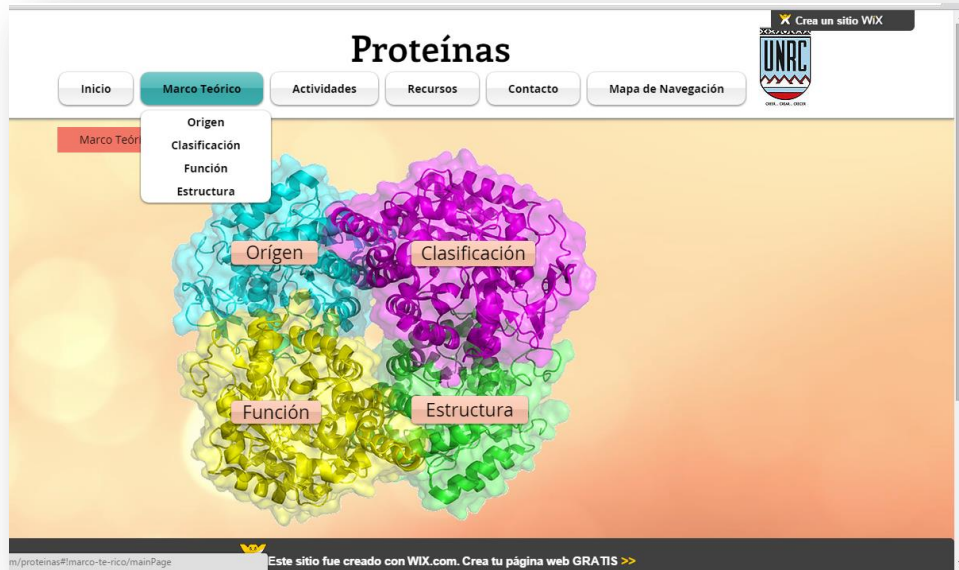 Crea un sitio WiX
Proteínas
UNRC
Inicio
Marco Teórico
Actividades
Recursos
Contacto
Mapa de Navegación
Marco Teóri
Origen
Clasificación
Función
Estructura
Orígen
Clasificación
Función
Estructura
Este sitio fue creado con WIX.com. Crea tu página web GRATIS >>
m/proteinas#!marco-te-rico/mainPage